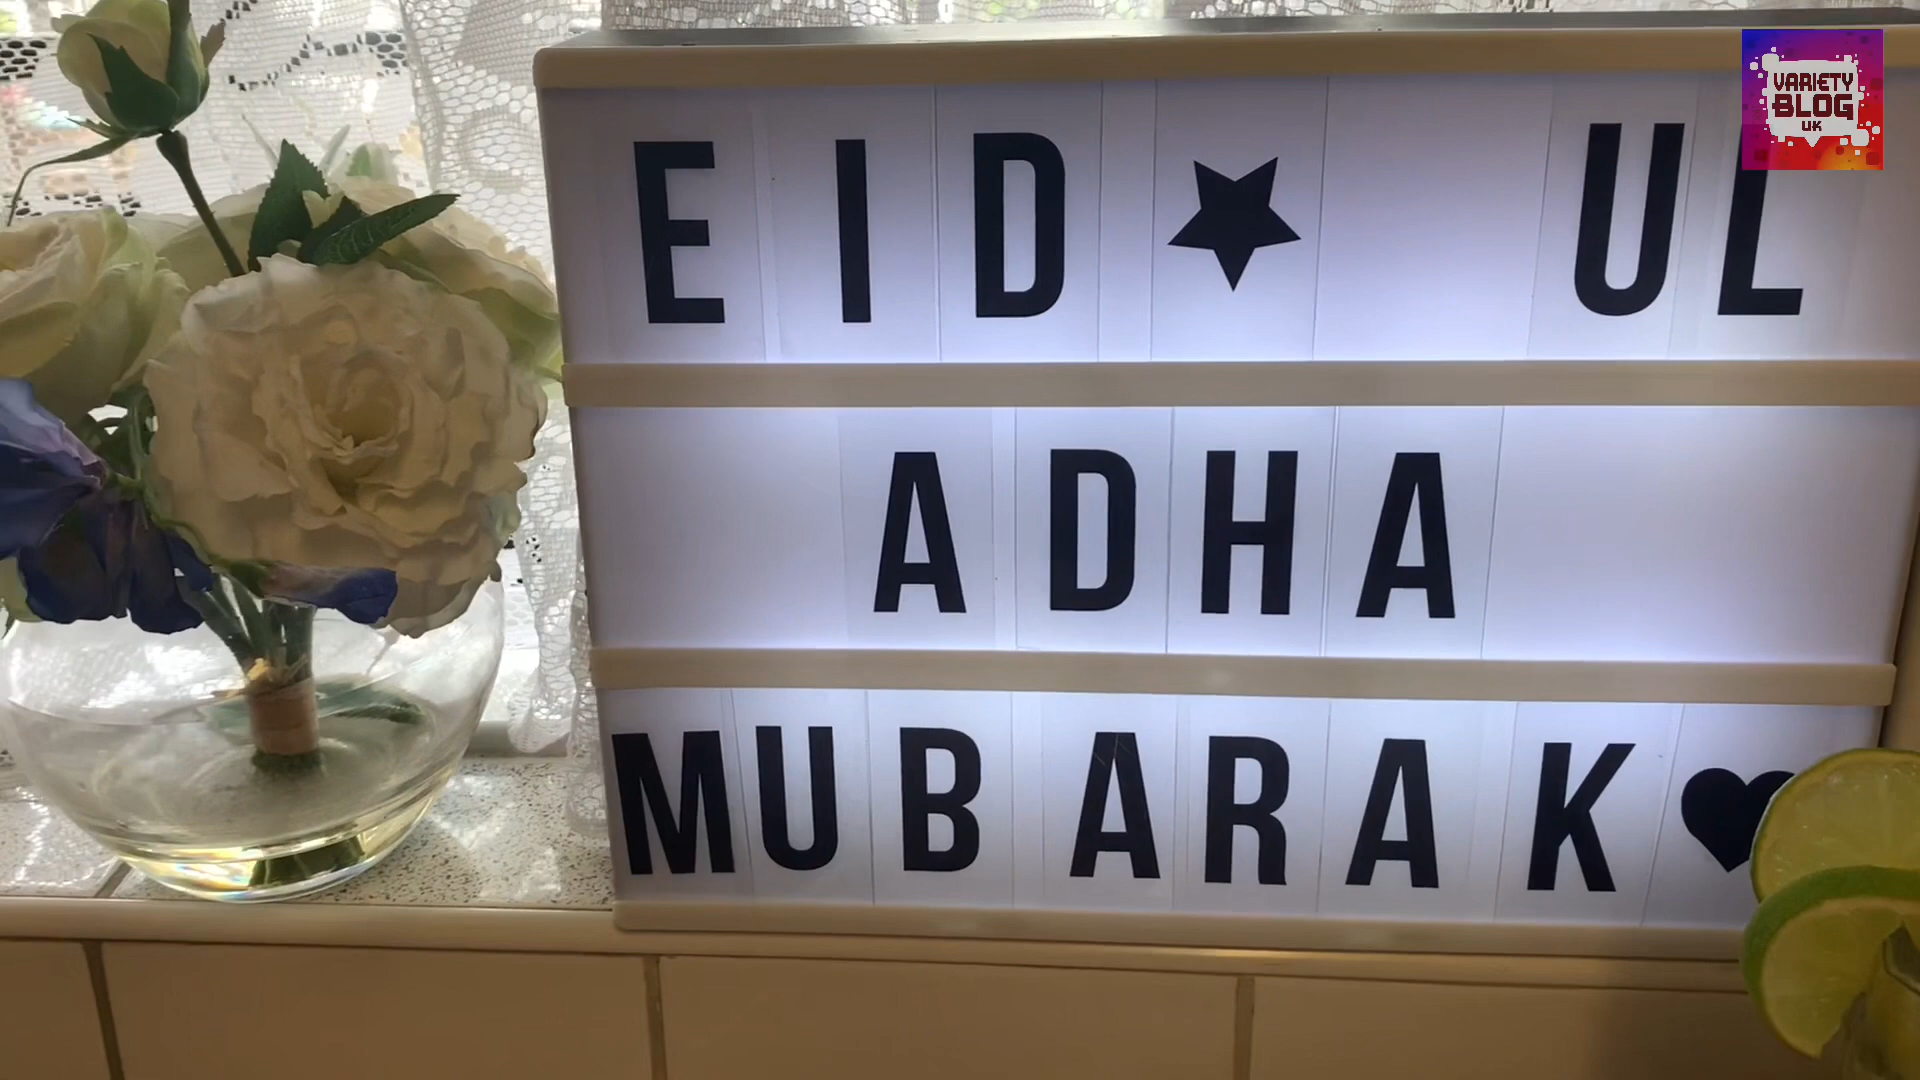 EID ★ UL
ADHA
MUBARAK ♥
VARIETY
BLOG
UK